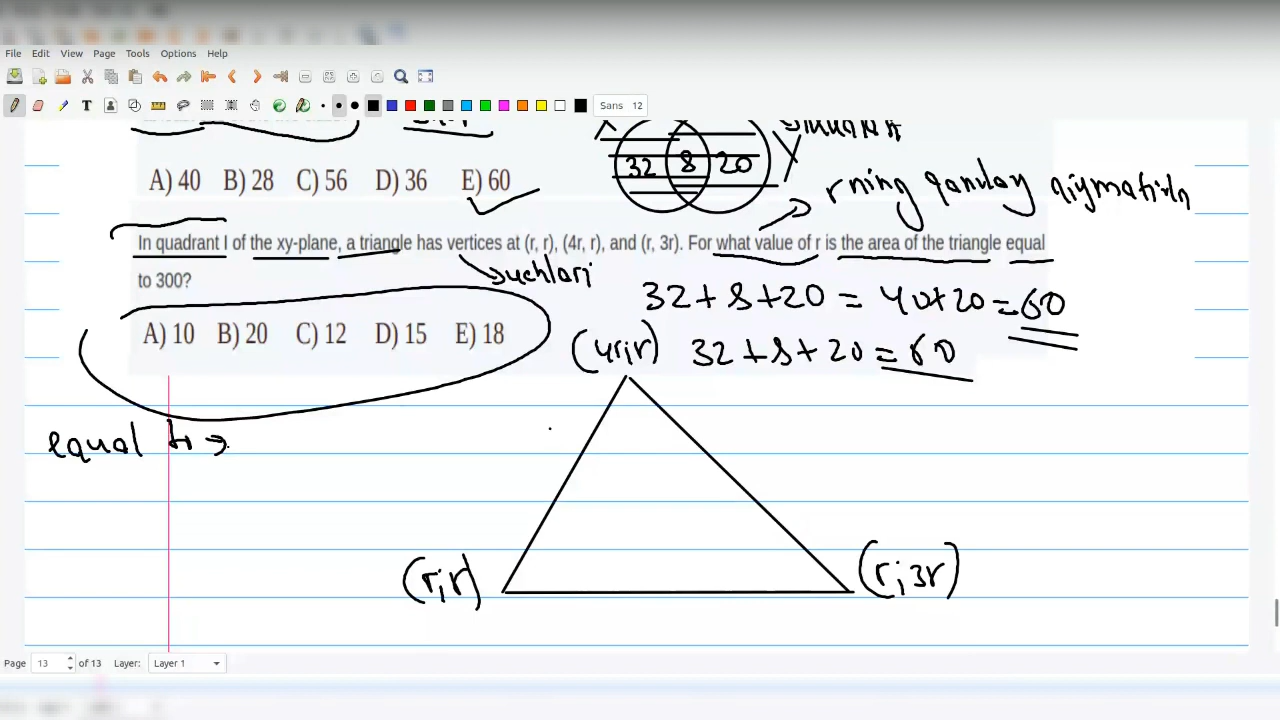 File Edit View Page Tools Options Help
T Sans 12
X Y
32 8 20
A) 40 B) 28 C) 56 D) 36 E) 60
rning qanday qiymatida
In quadrant I of the xy-plane, a triangle has vertices at (r, r), (4r, r), and (r, 3r). For what value of r is the area of the triangle equal
to 300?
uchlari
32+8+20 = 40+20 = 60
A) 10 B) 20 C) 12 D) 15 E) 18
(4r;r) 32+8+20 = 60
equal to →
(r;r) (r;3r)
Page 13 of 13 Layer: Layer 1